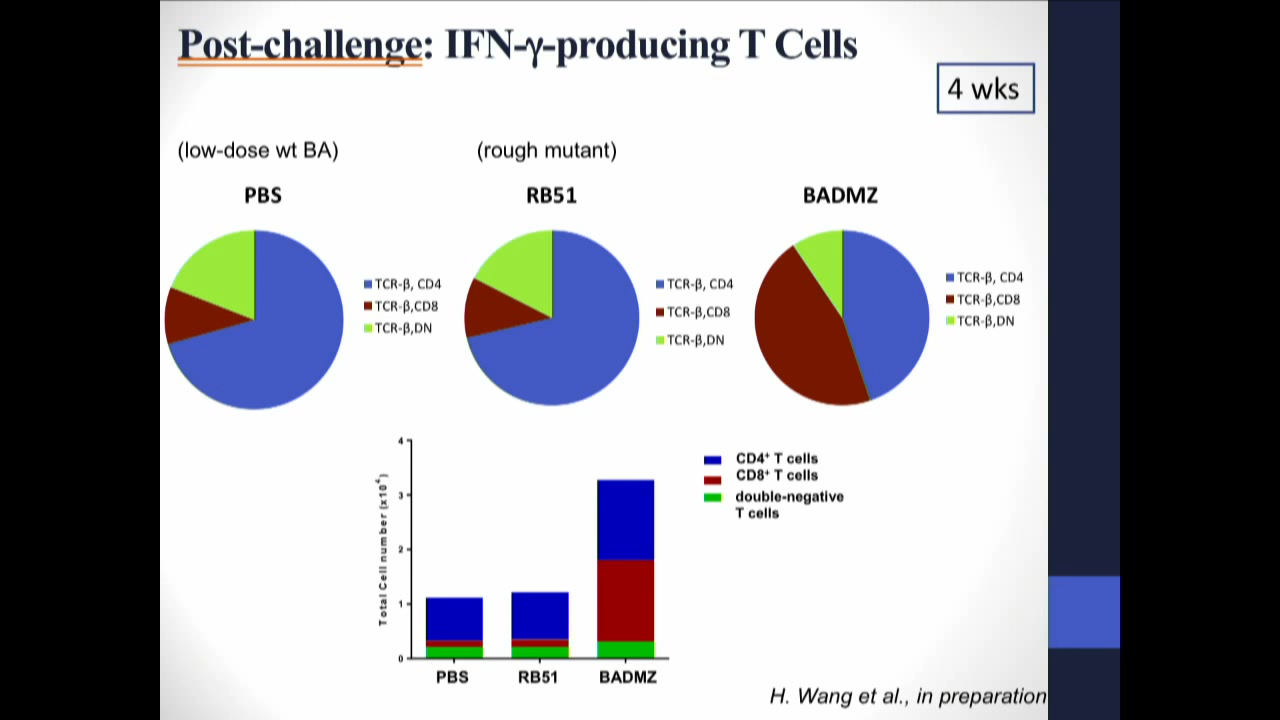 Post-challenge: IFN-γ-producing T Cells
4 wks
(low-dose wt BA)
(rough mutant)
PBS
RB51
BADMZ
TCR-β, CD4
TCR-β,CD8
TCR-β,DN
TCR-β, CD4
TCR-β,CD8
TCR-β,DN
TCR-β, CD4
TCR-β,CD8
TCR-β,DN
Total Cell number (x10⁴)
4
3
2
1
0
PBS
RB51
BADMZ
CD4⁺ T cells
CD8⁺ T cells
double-negative
T cells
H. Wang et al., in preparation